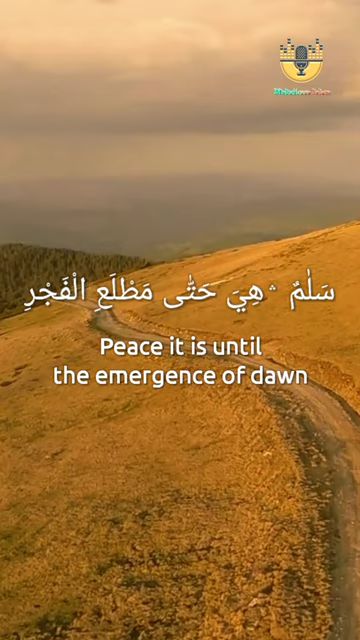 سَلَٰمٌ ۛ هِيَ حَتَّىٰ مَطْلَعِ الْفَجْرِ
Peace it is until
the emergence of dawn